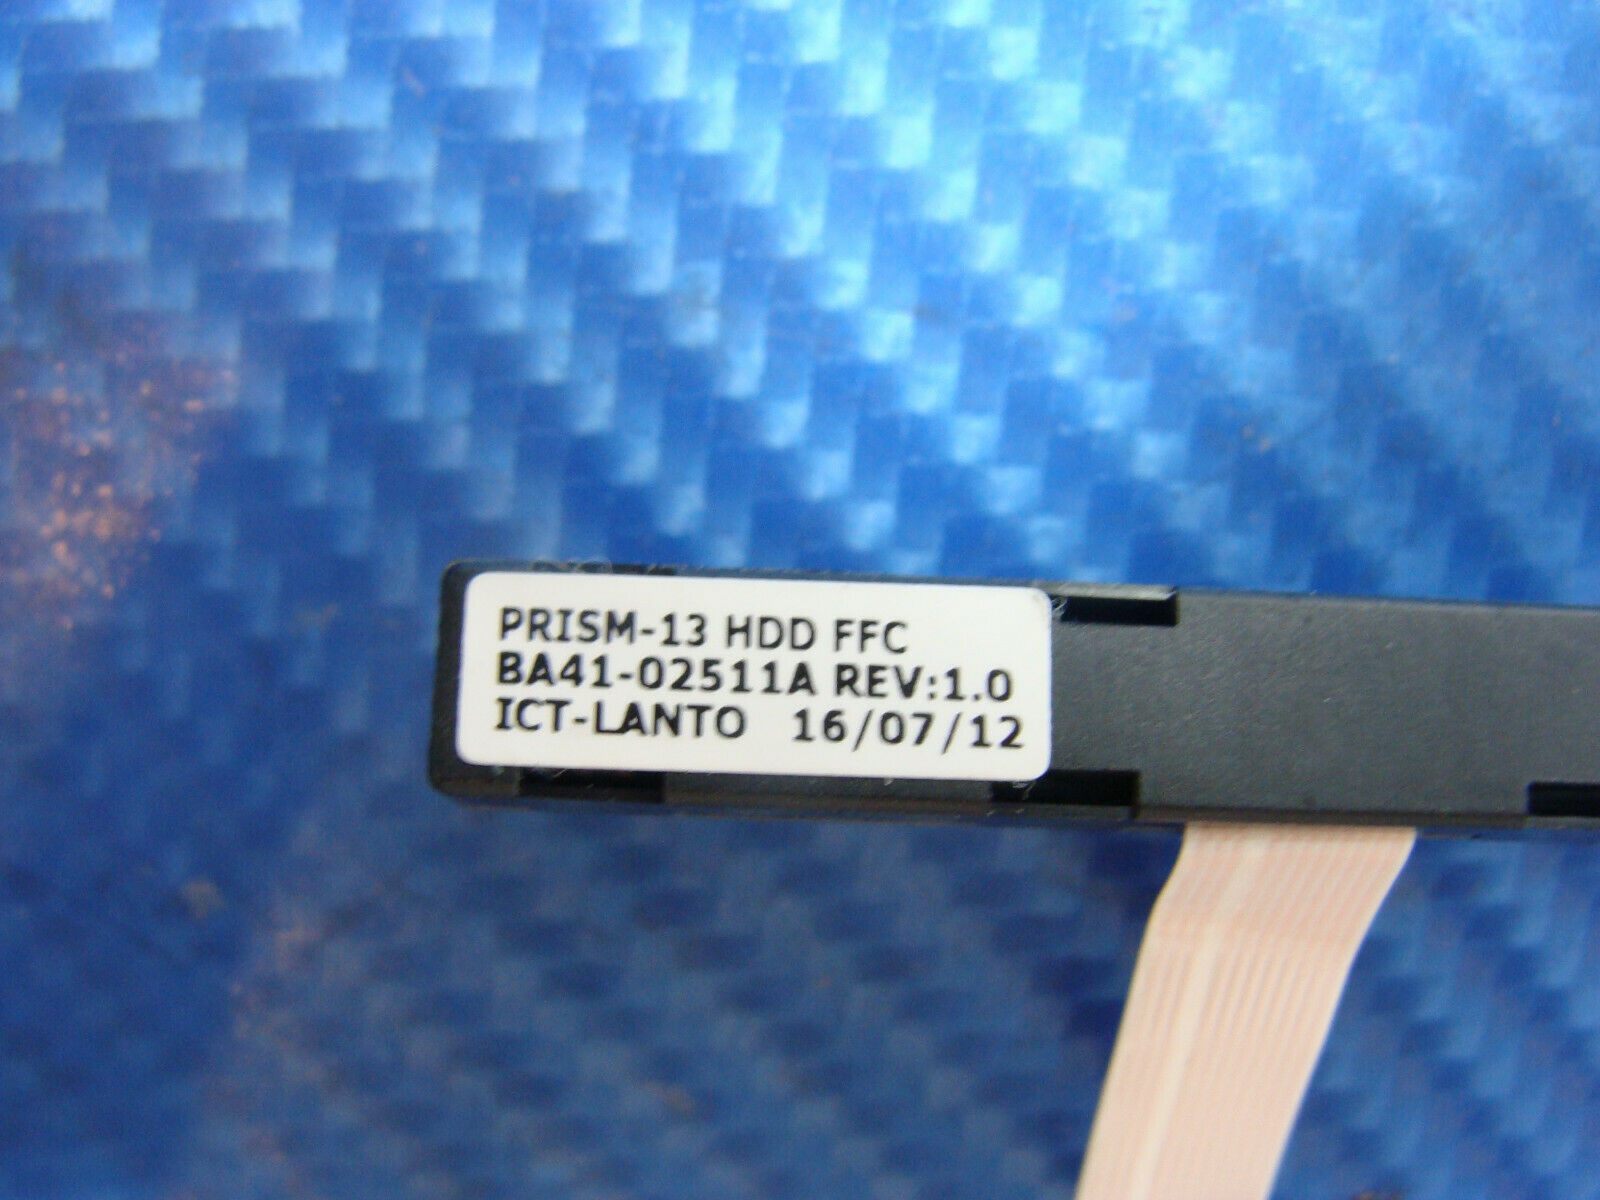 PRISM-13 HDD FFC
BA41-02511A REV:1.0
ICT-LANTO 16/07/12